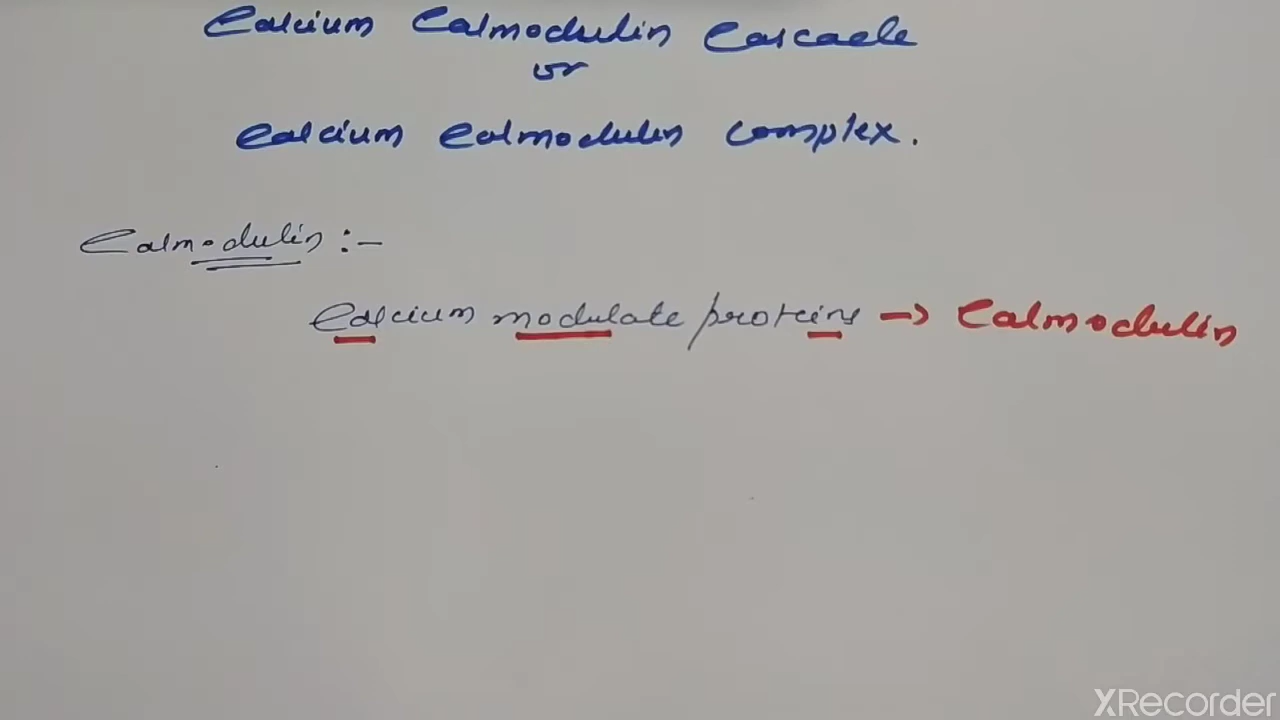 Calcium Calmodulin Cascade
or
Calcium Calmodulin complex.
Calmodulin :-
Calcium modulate proteins → Calmodulin
XRecorder